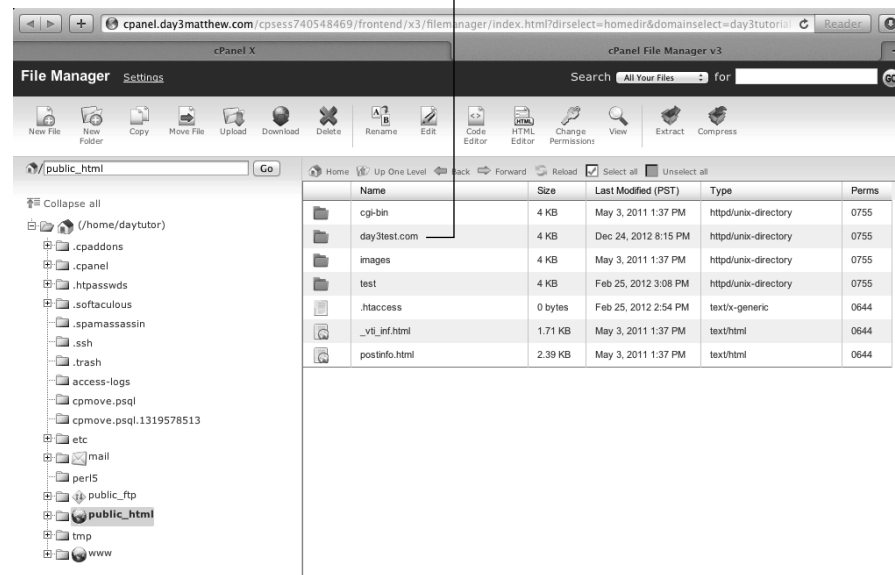 cpanel.day3matthew.com/cpsess740548469/frontend/x3/filemanager/index.html?dirselect=homedir&domainselect=day3tutorial Reader
cPanel X cPanel File Manager v3
File Manager Settings Search All Your Files for GO
New File New Folder Copy Move File Upload Download Delete Rename Edit Code Editor HTML Editor Change Permissions View Extract Compress
/public_html Go
Home Up One Level Back Forward Reload Select all Unselect all
Collapse all
(/home/daytutor)
.cpaddons
.cpanel
.htpasswds
.softaculous
.spamassassin
.ssh
.trash
access-logs
cpmove.psql
cpmove.psql.1319578513
etc
mail
perl5
public_ftp
public_html
tmp
www
Name Size Last Modified (PST) Type Perms
cgi-bin 4 KB May 3, 2011 1:37 PM httpd/unix-directory 0755
day3test.com 4 KB Dec 24, 2012 8:15 PM httpd/unix-directory 0755
images 4 KB May 3, 2011 1:37 PM httpd/unix-directory 0755
test 4 KB Feb 25, 2012 3:08 PM httpd/unix-directory 0755
.htaccess 0 bytes Feb 25, 2012 2:54 PM text/x-generic 0644
_vti_inf.html 1.71 KB May 3, 2011 1:37 PM text/html 0644
postinfo.html 2.39 KB May 3, 2011 1:37 PM text/html 0644